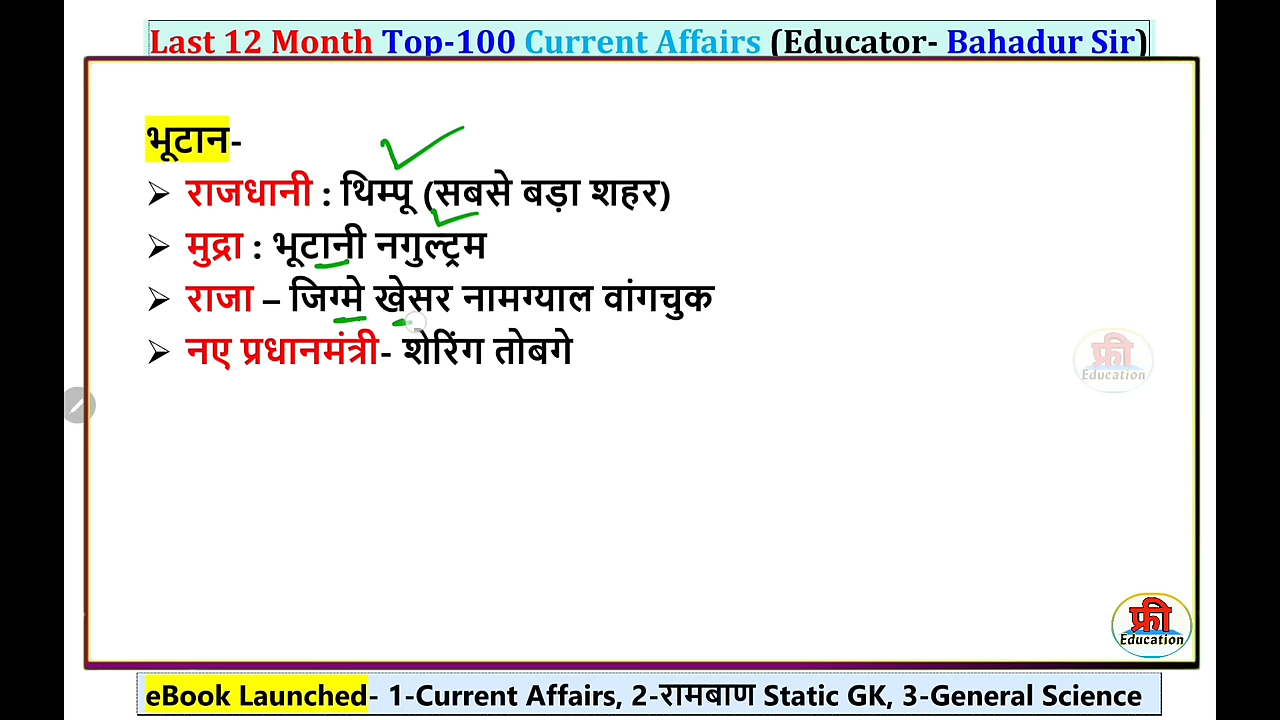 Last 12 Month Top-100 Current Affairs (Educator- Bahadur Sir)
भूटान-
➢ राजधानी : थिम्पू (सबसे बड़ा शहर)
➢ मुद्रा : भूटानी नगुल्ट्रम
➢ राजा – जिग्मे खेसर नामग्याल वांगचुक
➢ नए प्रधानमंत्री- शेरिंग तोबगे
फ्री
Education
फ्री
Education
eBook Launched- 1-Current Affairs, 2-रामबाण Static GK, 3-General Science